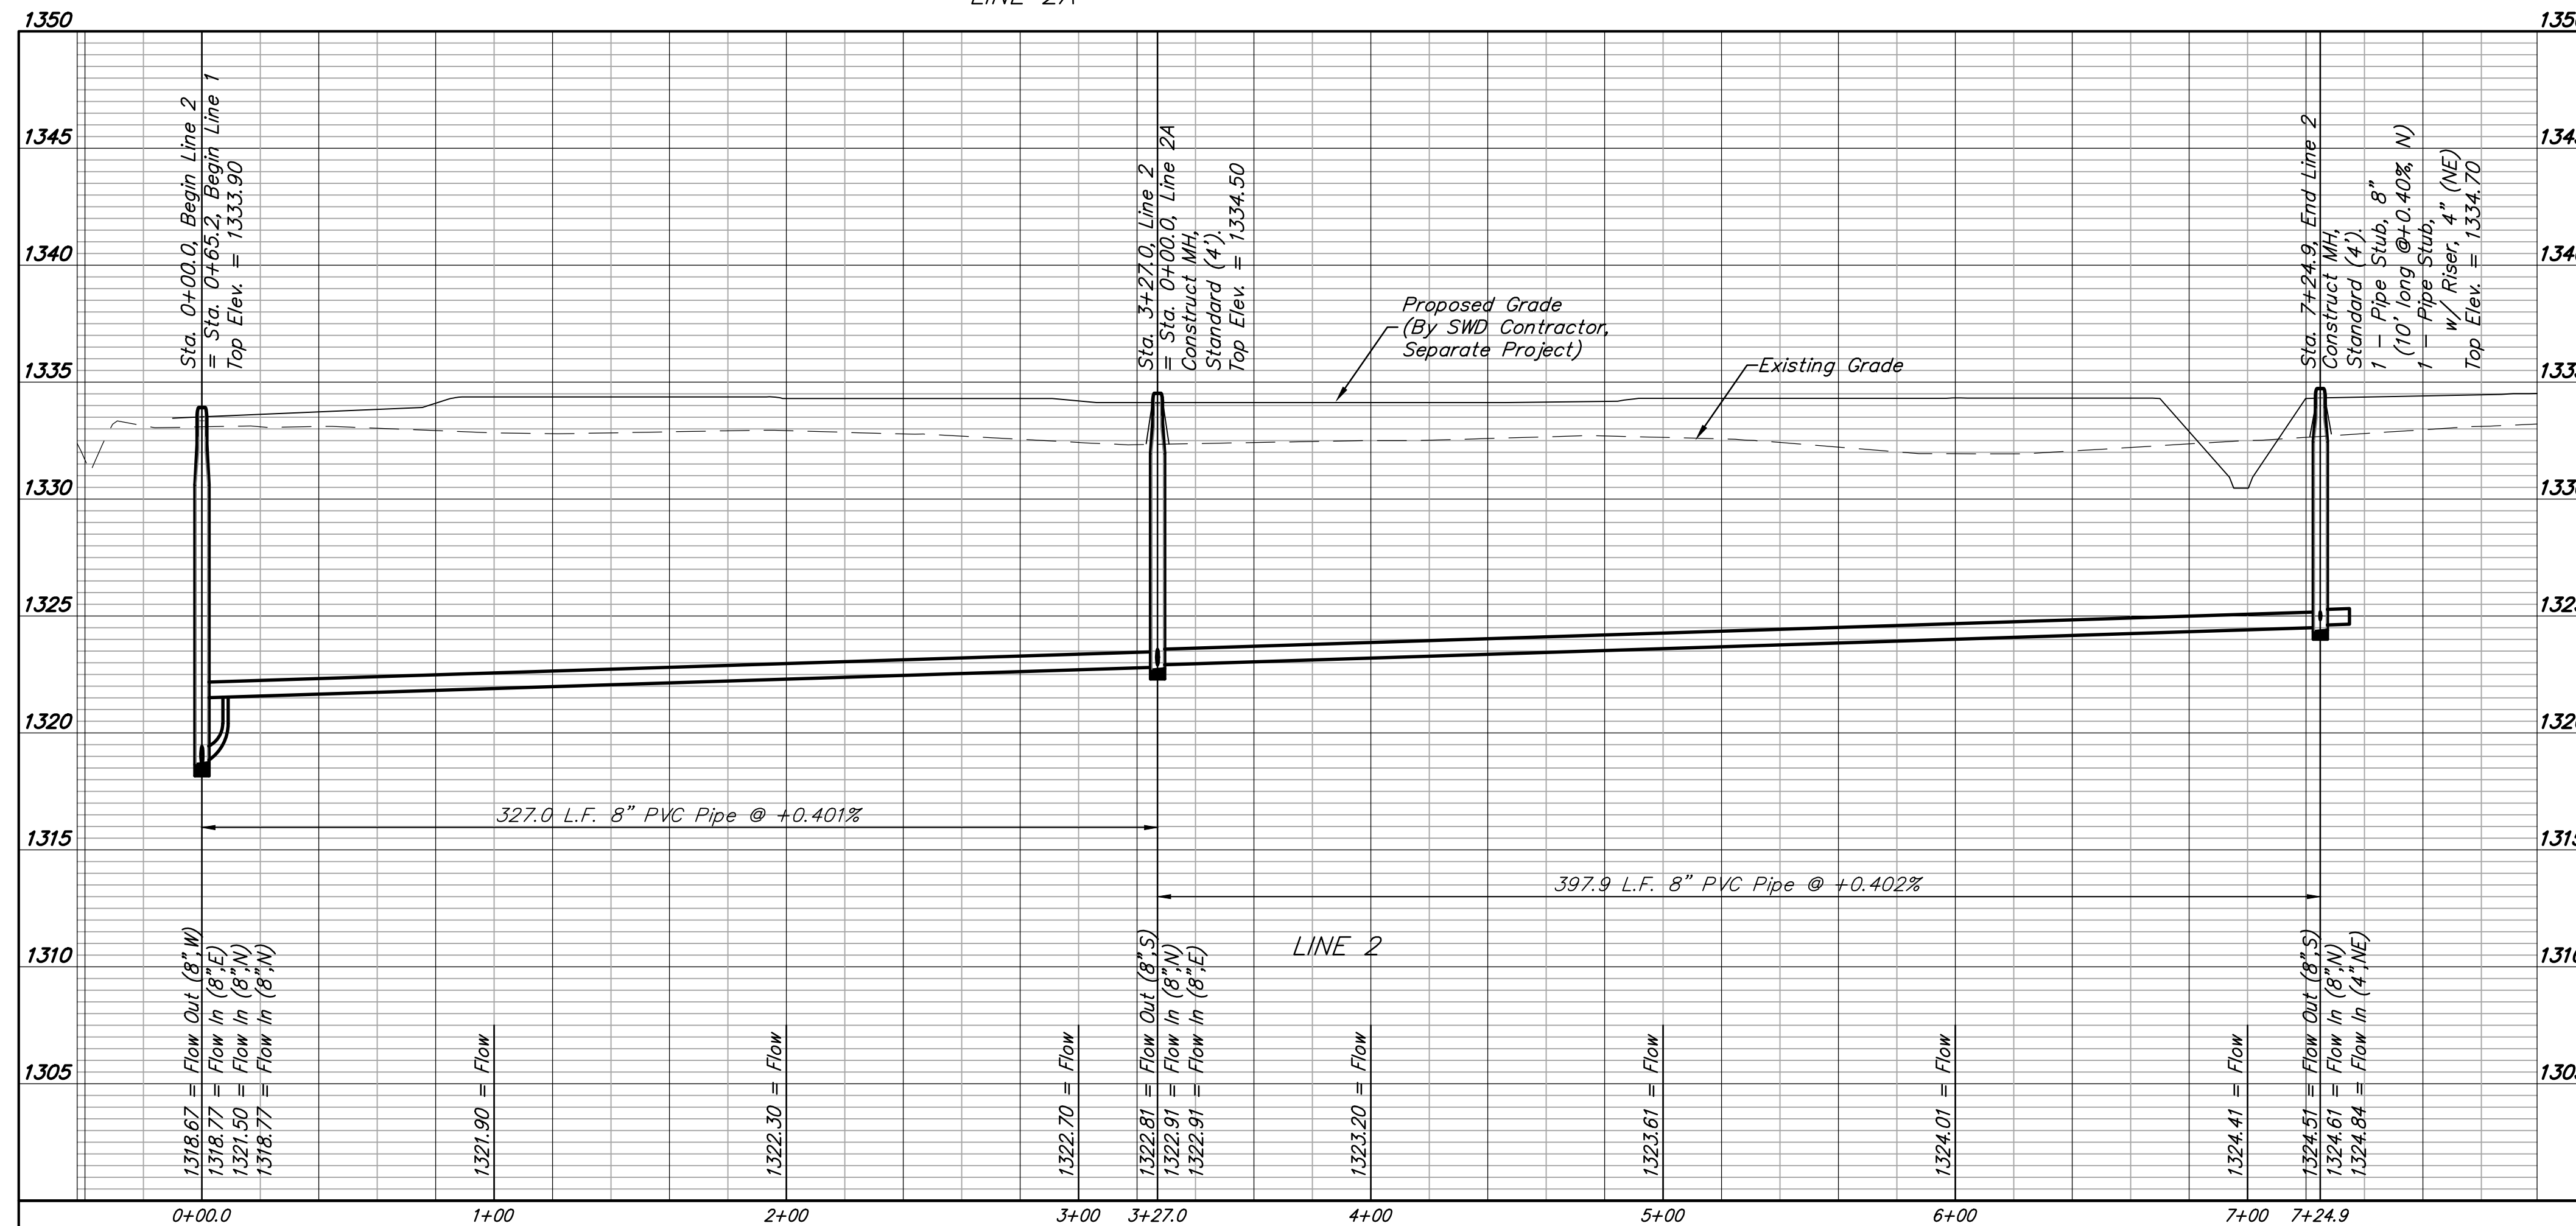 LINE 2A
1350
1345
1340
1335
1330
1325
1320
1315
1310
1305
Sta. 0+00.0, Begin Line 2
= Sta. 0+65.2, Begin Line 1
Top Elev. = 1333.90
Sta. 3+27.0, Line 2
= Sta. 0+00.0, Line 2A
Construct MH,
Standard (4').
Top Elev. = 1334.50
Proposed Grade
(By SWD Contractor,
Separate Project)
Existing Grade
Sta. 7+24.9, End Line 2
Construct MH,
Standard (4').
1 - Pipe Stub, 8"
(10' long @+0.40%, N)
1 - Pipe Stub,
w/ Riser, 4" (NE)
Top Elev. = 1334.70
327.0 L.F. 8" PVC Pipe @ +0.401%
397.9 L.F. 8" PVC Pipe @ +0.402%
LINE 2
1318.67 = Flow Out (8",W)
1318.77 = Flow In (8",E)
1321.50 = Flow In (8",N)
1318.77 = Flow In (8",N)
1321.90 = Flow
1322.30 = Flow
1322.70 = Flow
1322.81 = Flow Out (8",S)
1322.91 = Flow In (8",N)
1322.91 = Flow In (8",E)
1323.20 = Flow
1323.61 = Flow
1324.01 = Flow
1324.41 = Flow
1324.51 = Flow Out (8",S)
1324.61 = Flow In (8",N)
1324.84 = Flow In (4",NE)
0+00.0 1+00 2+00 3+00 3+27.0 4+00 5+00 6+00 7+00 7+24.9